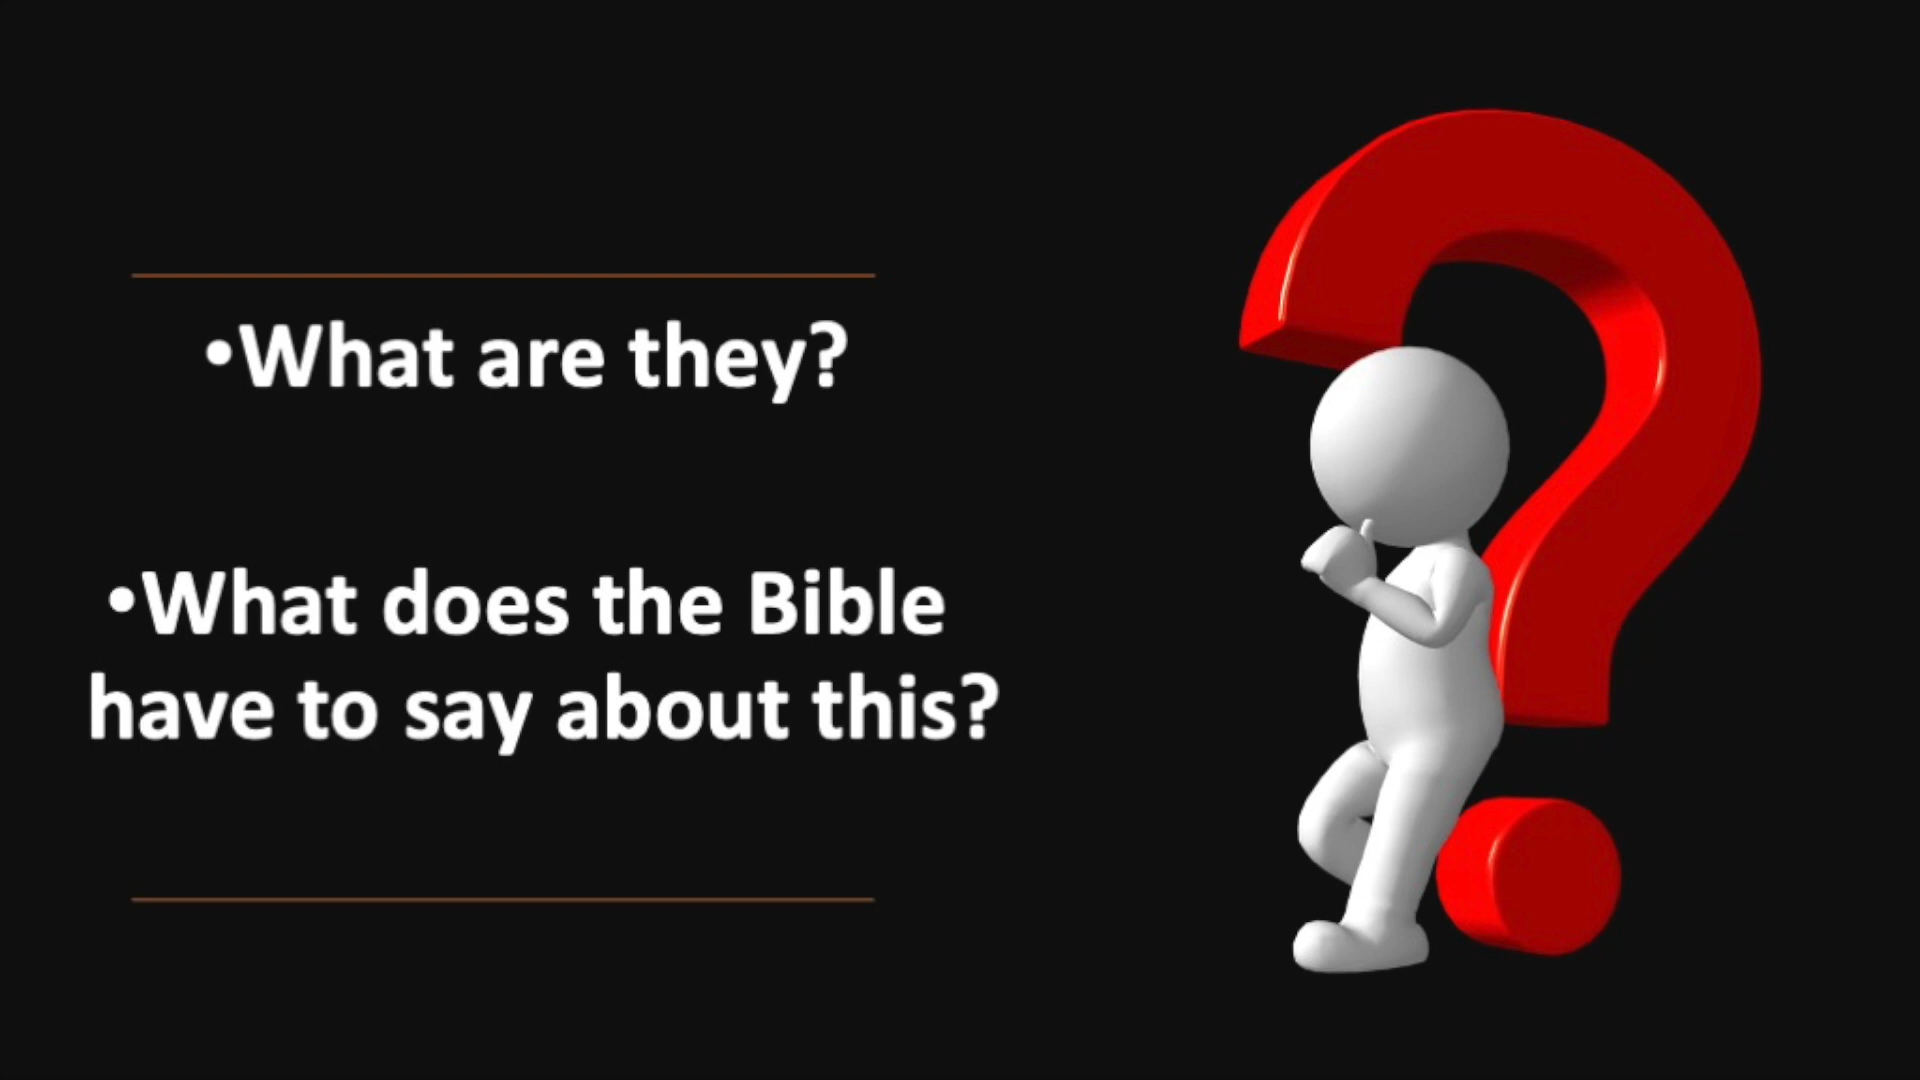 •What are they?
•What does the Bible
have to say about this?